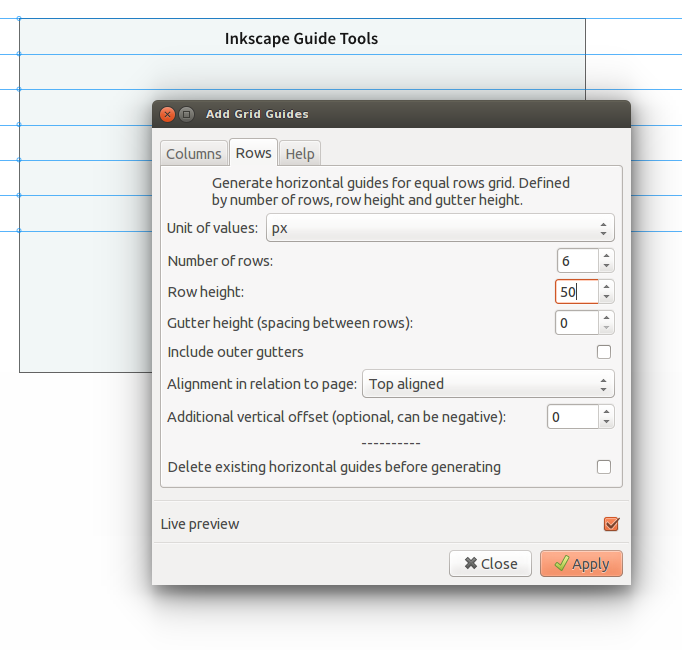 Inkscape Guide Tools
Add Grid Guides
Columns Rows Help
Generate horizontal guides for equal rows grid. Defined
by number of rows, row height and gutter height.
Unit of values: px
Number of rows: 6
Row height: 50
Gutter height (spacing between rows): 0
Include outer gutters
Alignment in relation to page: Top aligned
Additional vertical offset (optional, can be negative): 0
----------
Delete existing horizontal guides before generating
Live preview
Close Apply